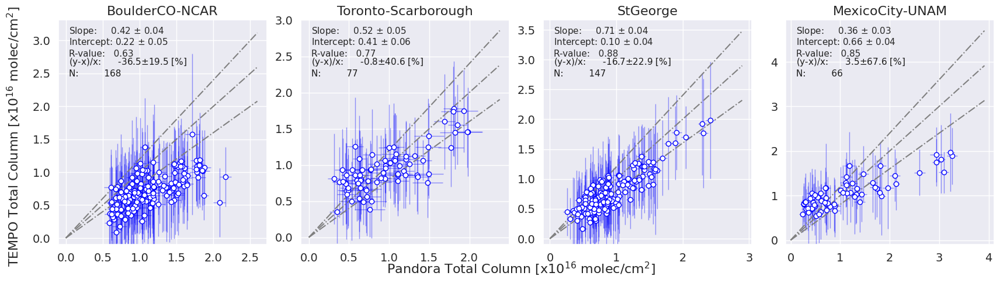 BoulderCO-NCAR
Slope: 0.42 ± 0.04
Intercept: 0.22 ± 0.05
R-value: 0.63
(y-x)/x: -36.5±19.5 [%]
N: 168
3.0
2.5
2.0
1.5
1.0
0.5
0.0
0.0 0.5 1.0 1.5 2.0 2.5
TEMPO Total Column [x10^16 molec/cm^2]
Toronto-Scarborough
Slope: 0.52 ± 0.05
Intercept: 0.41 ± 0.06
R-value: 0.77
(y-x)/x: -0.8±40.6 [%]
N: 77
3.0
2.5
2.0
1.5
1.0
0.5
0.0
0.0 0.5 1.0 1.5 2.0
StGeorge
Slope: 0.71 ± 0.04
Intercept: 0.10 ± 0.04
R-value: 0.88
(y-x)/x: -16.7±22.9 [%]
N: 147
3.5
3.0
2.5
2.0
1.5
1.0
0.5
0.0
0 1 2 3
MexicoCity-UNAM
Slope: 0.36 ± 0.03
Intercept: 0.66 ± 0.04
R-value: 0.85
(y-x)/x: 3.5±67.6 [%]
N: 66
4
3
2
1
0
0 1 2 3 4
Pandora Total Column [x10^16 molec/cm^2]